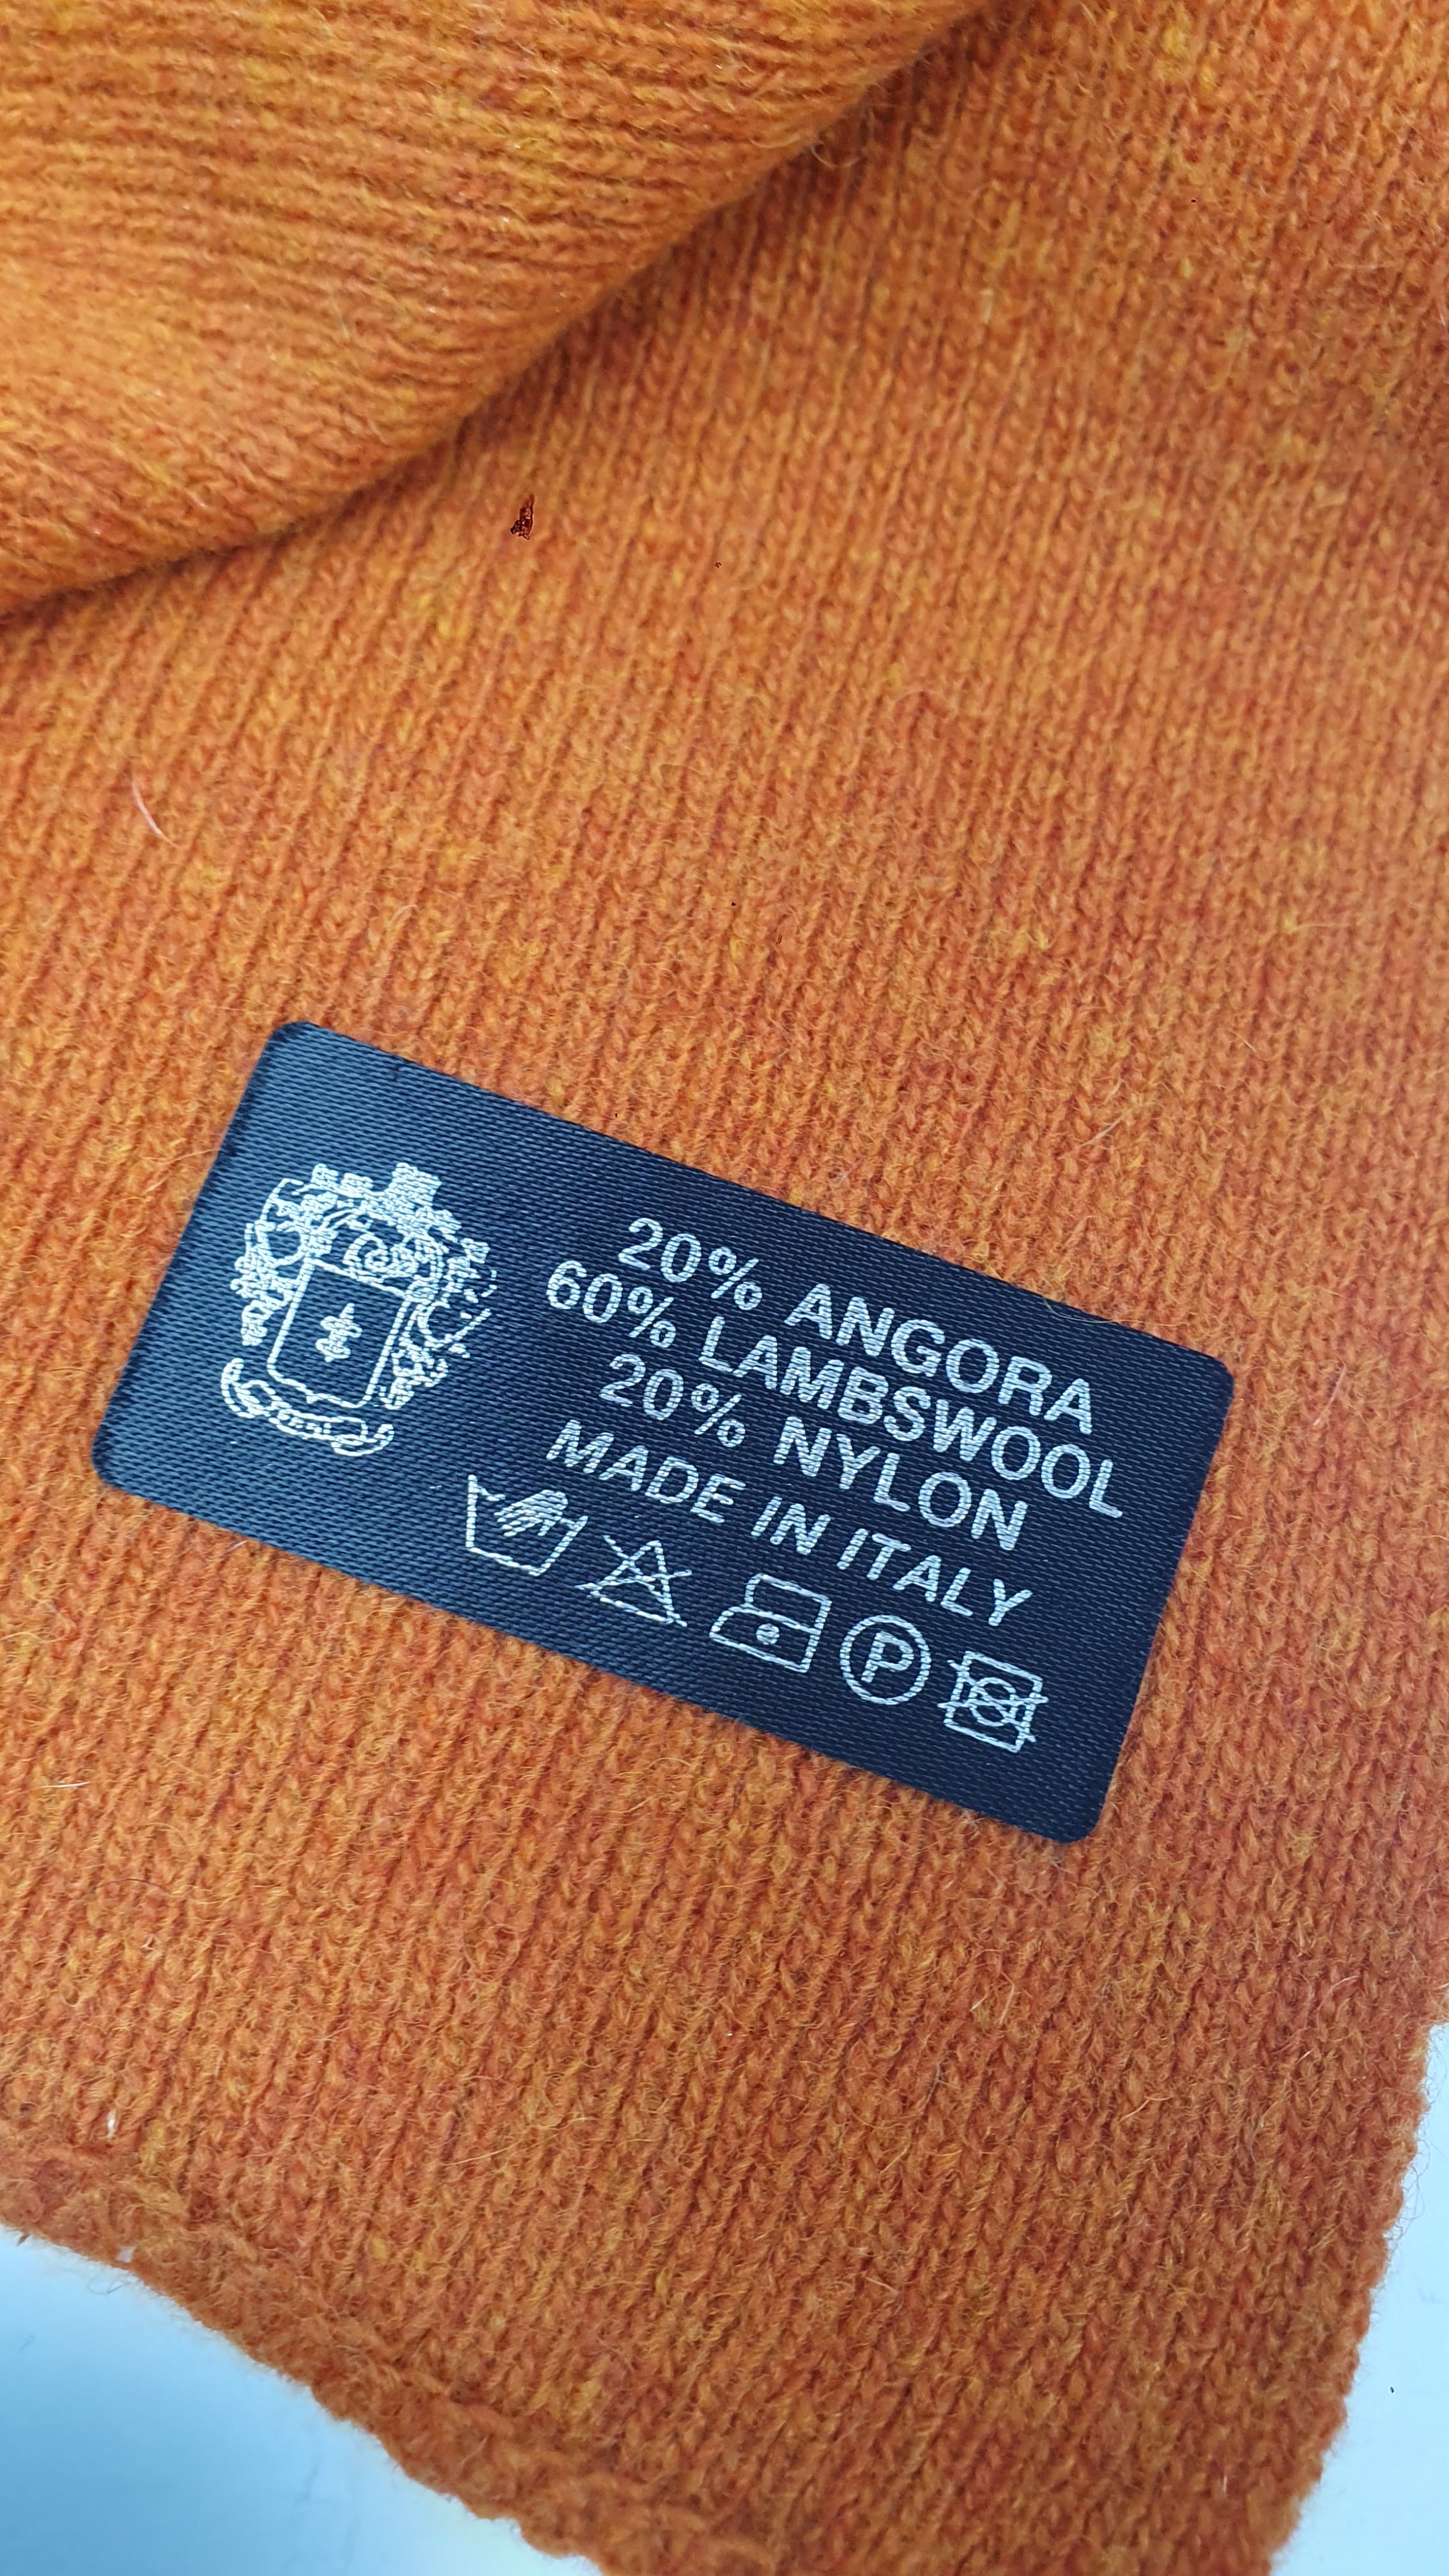 20% ANGORA
60% LAMBSWOOL
20% NYLON
MADE IN ITALY
P